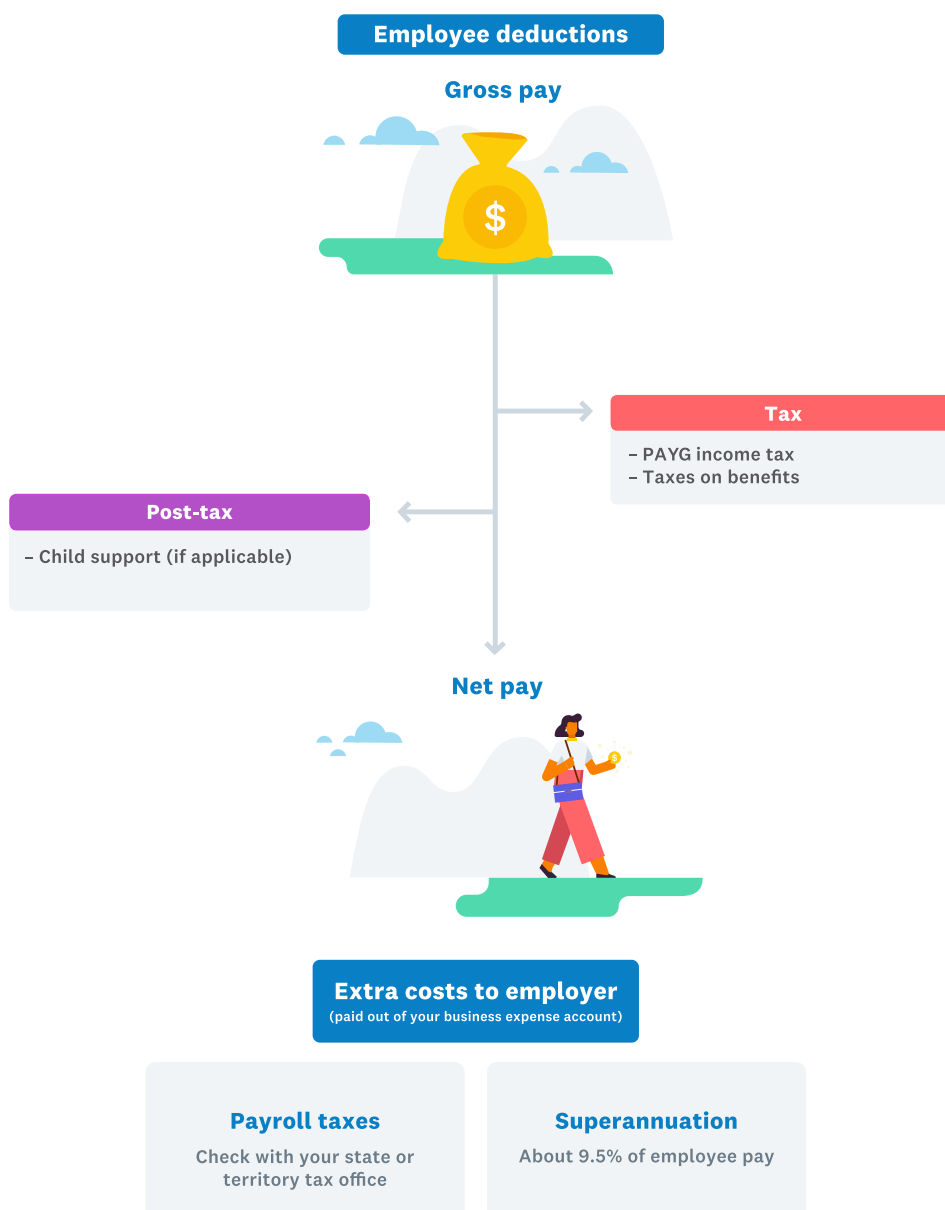 Employee deductions
Gross pay
$
Tax
– PAYG income tax
– Taxes on benefits
Post-tax
– Child support (if applicable)
Net pay
$
Extra costs to employer
(paid out of your business expense account)
Payroll taxes
Check with your state or
territory tax office
Superannuation
About 9.5% of employee pay